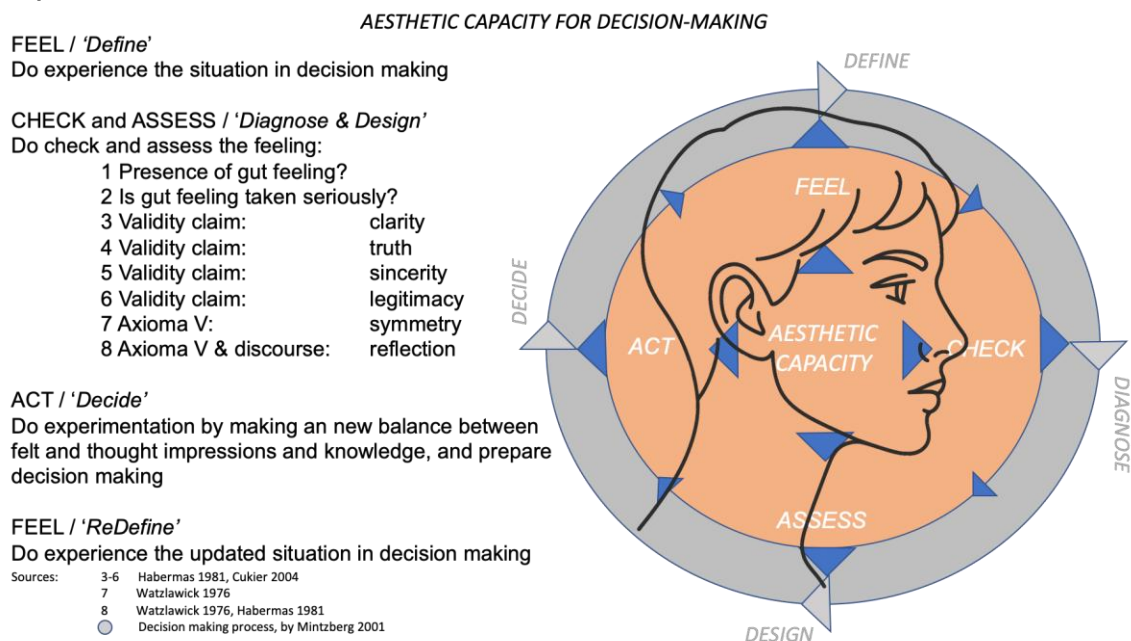 AESTHETIC CAPACITY FOR DECISION-MAKING
FEEL / 'Define'
Do experience the situation in decision making
CHECK and ASSESS / 'Diagnose & Design'
Do check and assess the feeling:
1 Presence of gut feeling?
2 Is gut feeling taken seriously?
3 Validity claim: clarity
4 Validity claim: truth
5 Validity claim: sincerity
6 Validity claim: legitimacy
7 Axioma V: symmetry
8 Axioma V & discourse: reflection
ACT / 'Decide'
Do experimentation by making an new balance between
felt and thought impressions and knowledge, and prepare
decision making
FEEL / 'ReDefine'
Do experience the updated situation in decision making
Sources: 3-6 Habermas 1981, Cukier 2004
7 Watzlawick 1976
8 Watzlawick 1976, Habermas 1981
Decision making process, by Mintzberg 2001
DEFINE
FEEL
DECIDE
ACT
AESTHETIC
CAPACITY
CHECK
DIAGNOSE
ASSESS
DESIGN